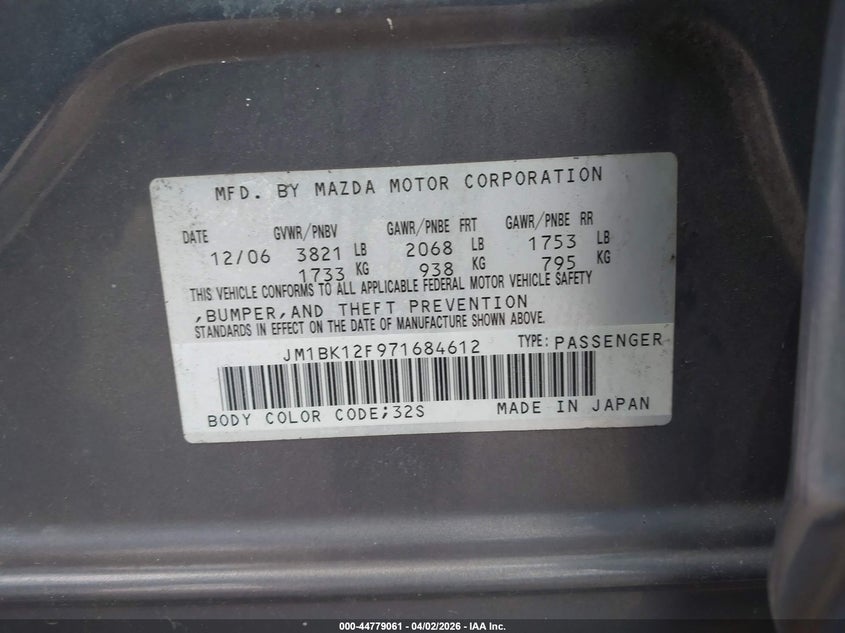 MFD. BY MAZDA MOTOR CORPORATION
DATE GVWR/PNBV GAWR/PNBE FRT GAWR/PNBE RR
12/06 3821 LB 2068 LB 1753 LB
1733 KG 938 KG 795 KG
THIS VEHICLE CONFORMS TO ALL APPLICABLE FEDERAL MOTOR VEHICLE SAFETY
,BUMPER,AND THEFT PREVENTION
STANDARDS IN EFFECT ON THE DATE OF MANUFACTURE SHOWN ABOVE.
JM1BK12F971684612 TYPE: PASSENGER
BODY COLOR CODE;32S MADE IN JAPAN
000-44779061 - 04/02/2026 - IAA Inc.